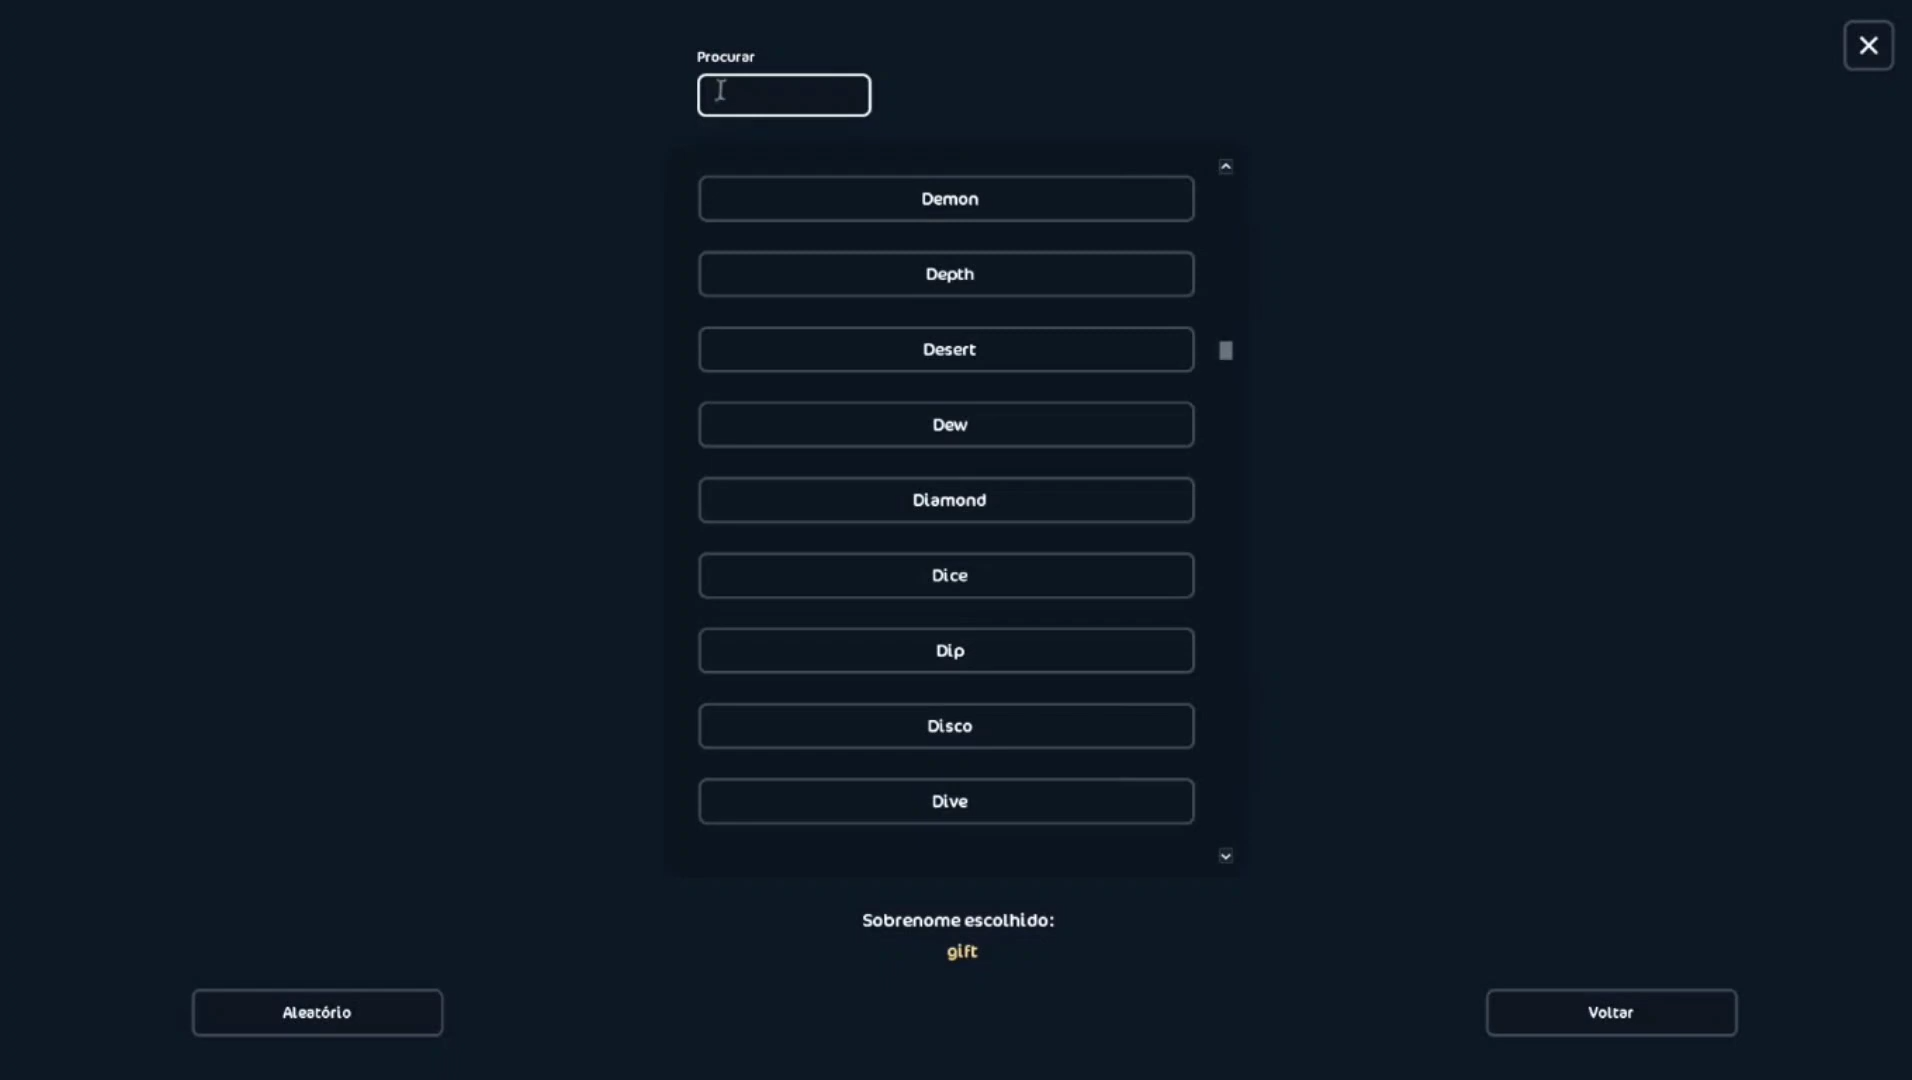 Procurar
Demon
Depth
Desert
Dew
Diamond
Dice
Dip
Disco
Dive
Sobrenome escolhido:
gift
Aleatório
Voltar